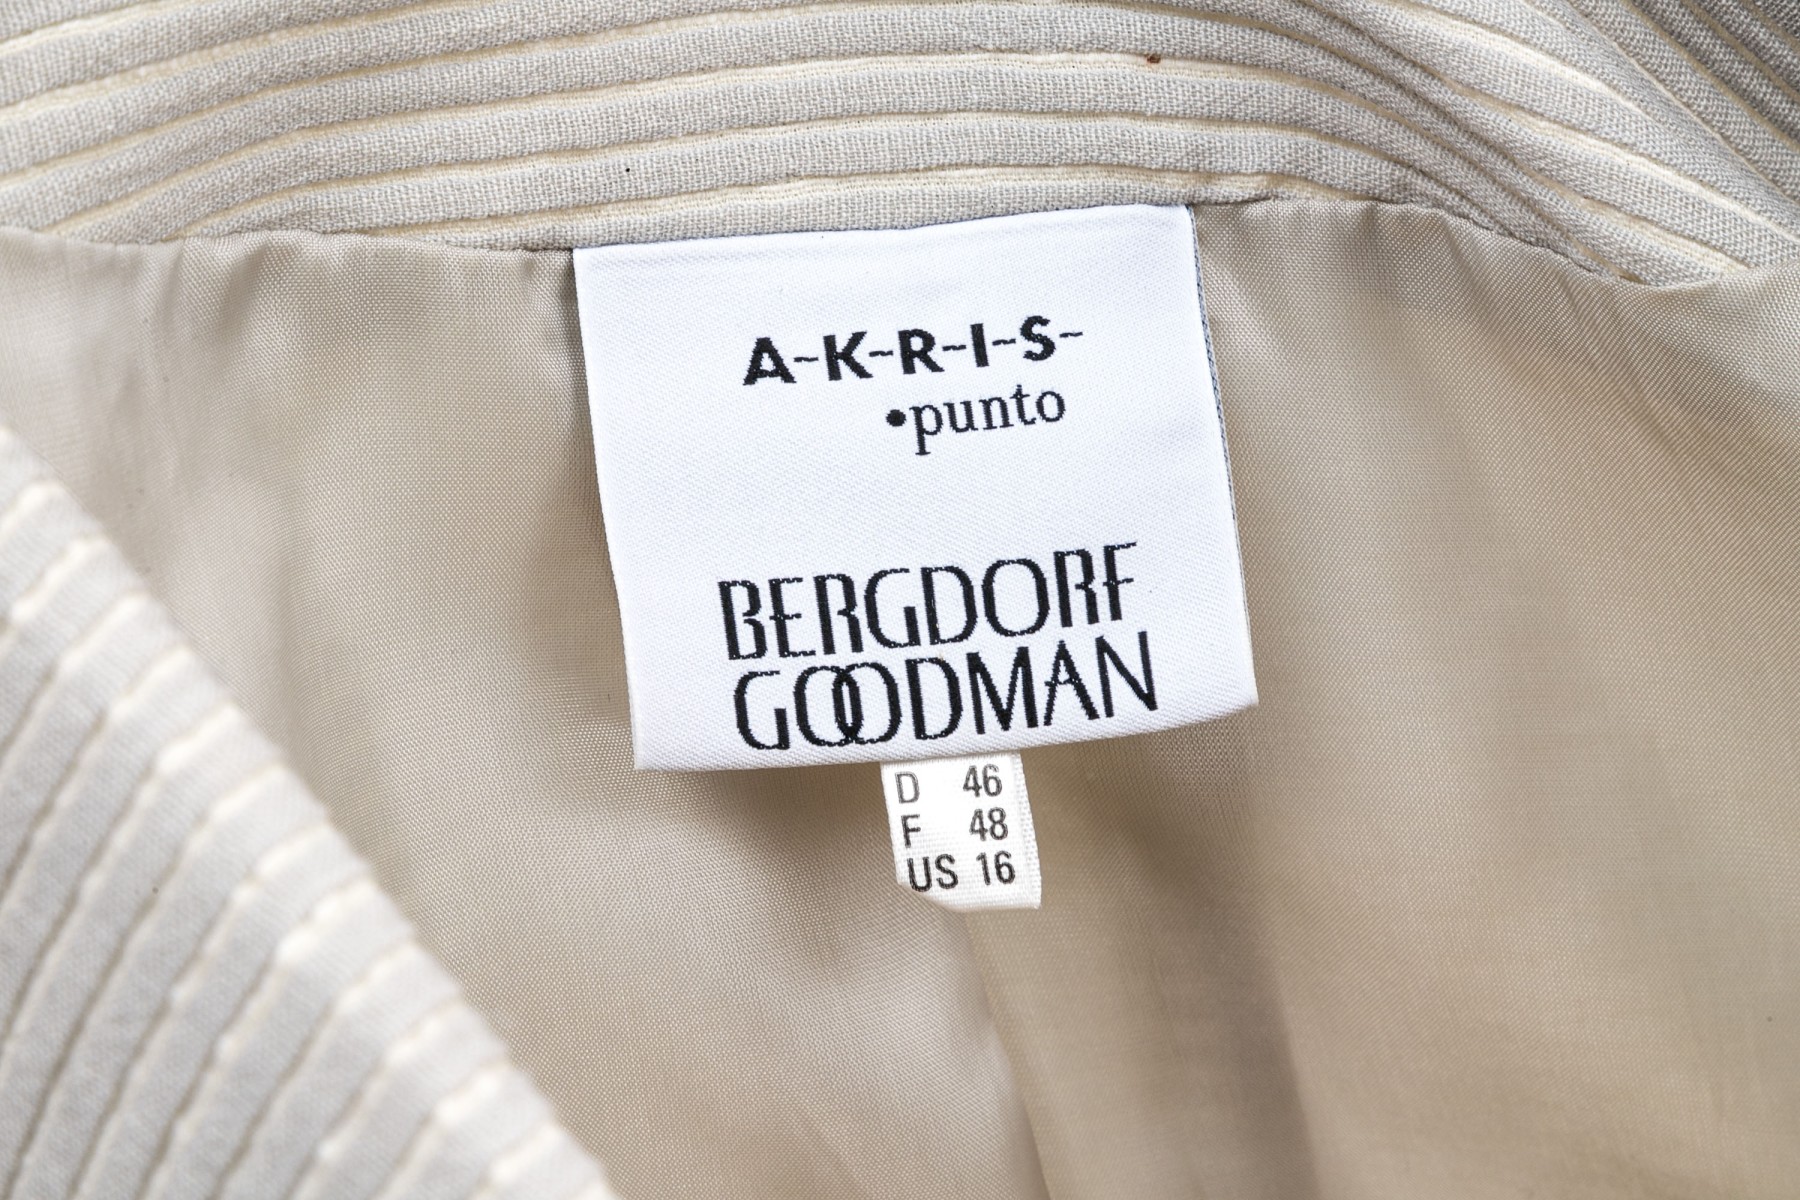 A-K-R-I-S-
•punto
BERGDORF
GOODMAN
D 46
F 48
US 16